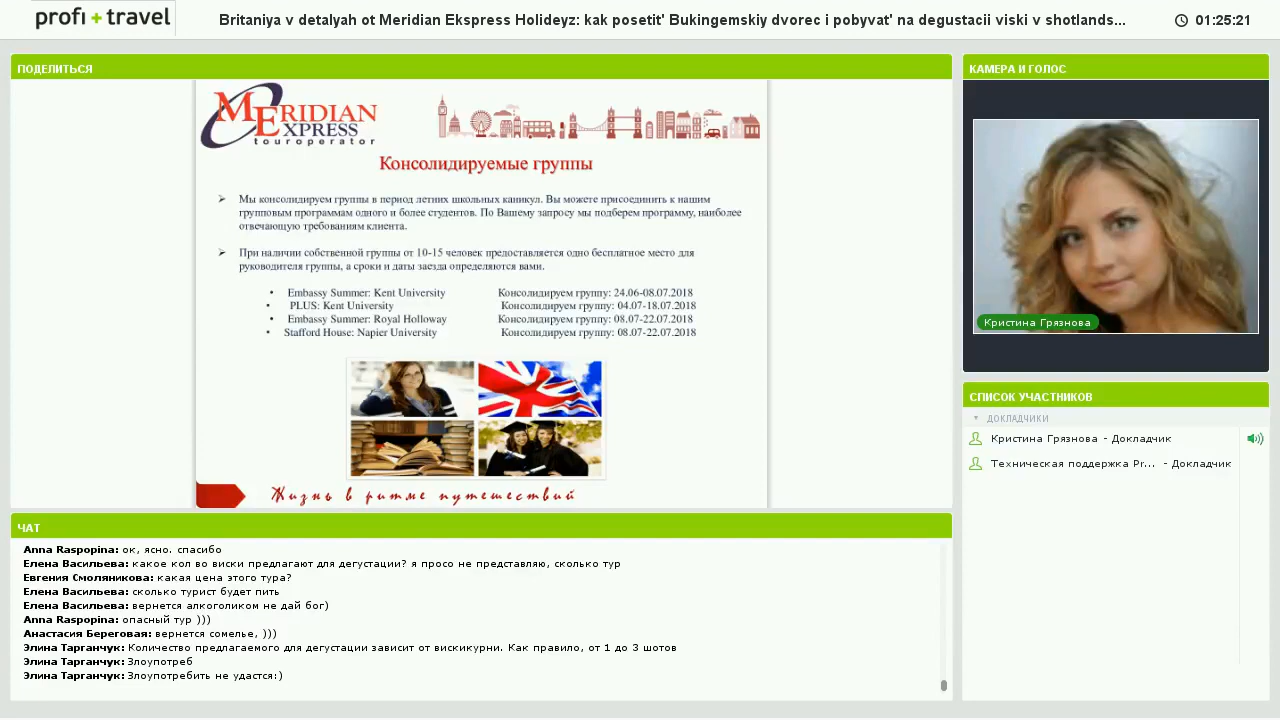 profi + travel
Britaniya v detalyah ot Meridian Ekspress Holideyz: kak posetit' Bukingemskiy dvorec i pobyvat' na degustacii viski v shotlands...
01:25:21
ПОДЕЛИТЬСЯ
MERIDIAN
EXPRESS
touroperator
Консолидируемые группы
Мы консолидируем группы в период летних школьных каникул. Вы можете присоединить к нашим
групповым программам одного и более студентов. По Вашему запросу мы подберем программу, наиболее
отвечающую требованиям клиента.
При наличии собственной группы от 10-15 человек предоставляется одно бесплатное место для
руководителя группы, а сроки и даты заезда определяются вами.
• Embassy Summer: Kent University Консолидируем группу: 24.06-08.07.2018
• PLUS: Kent University Консолидируем группу: 04.07-18.07.2018
• Embassy Summer: Royal Holloway Консолидируем группу: 08.07-22.07.2018
• Stafford House: Napier University Консолидируем группу: 08.07-22.07.2018
Жизнь в ритме путешествий
ЧАТ
Anna Raspopina: ок, ясно. спасибо
Елена Васильева: какое кол во виски предлагают для дегустации? я просо не представляю, сколько тур
Евгения Смоляникова: какая цена этого тура?
Елена Васильева: сколько турист будет пить
Елена Васильева: вернется алкоголиком не дай бог)
Anna Raspopina: опасный тур )))
Анастасия Береговая: вернется сомелье, )))
Элина Тарганчук: Количество предлагаемого для дегустации зависит от вискикурни. Как правило, от 1 до 3 шотов
Элина Тарганчук: Злоупотреб
Элина Тарганчук: Злоупотребить не удастся:)
КАМЕРА И ГОЛОС
Кристина Грязнова
СПИСОК УЧАСТНИКОВ
ДОКЛАДЧИКИ
Кристина Грязнова - Докладчик
Техническая поддержка Pr... - Докладчик